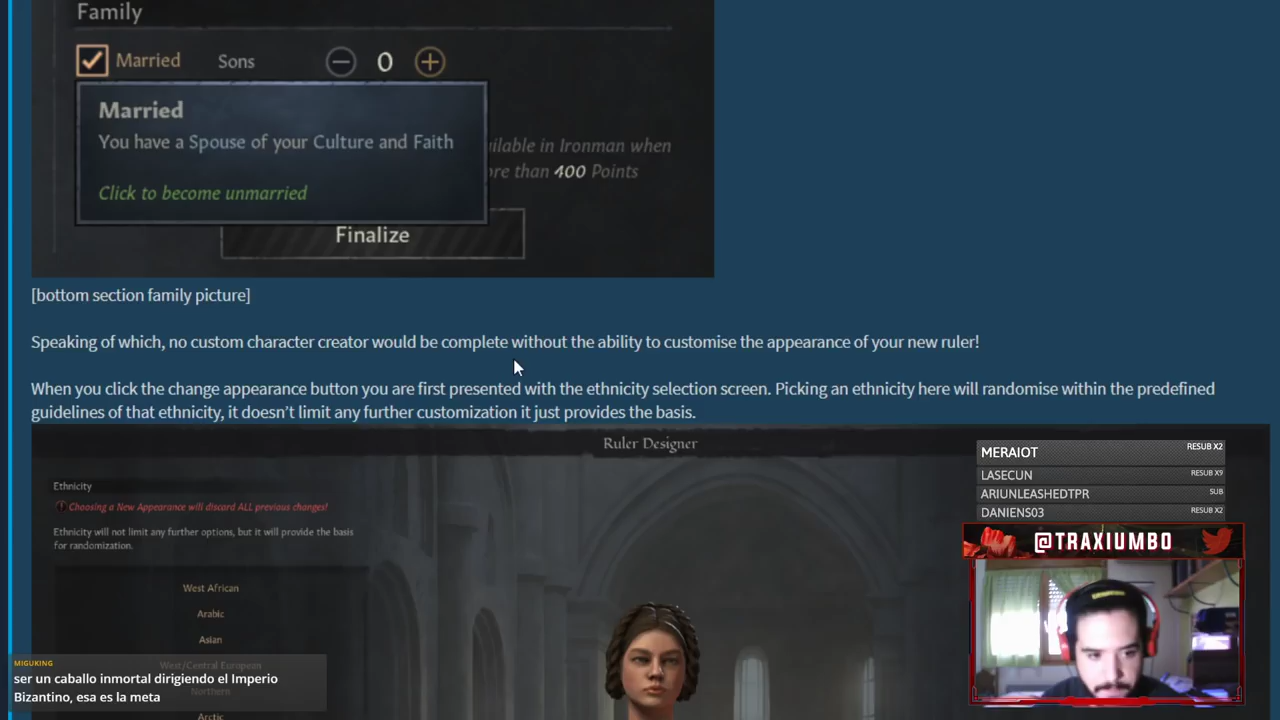 Family
Married Sons 0
Married
You have a Spouse of your Culture and Faith
Click to become unmarried
ilable in Ironman when
re than 400 Points
Finalize
[bottom section family picture]
Speaking of which, no custom character creator would be complete without the ability to customise the appearance of your new ruler!
When you click the change appearance button you are first presented with the ethnicity selection screen. Picking an ethnicity here will randomise within the predefined
guidelines of that ethnicity, it doesn’t limit any further customization it just provides the basis.
Ruler Designer
Ethnicity
Choosing a New Appearance will discard ALL previous changes!
Ethnicity will not limit any further options, but it will provide the basis
for randomization.
West African
Arabic
Asian
West/Central European
Northern
Arctic
MIGUKING
ser un caballo inmortal dirigiendo el Imperio
Bizantino, esa es la meta
MERAIOT RESUB X2
LASECUN RESUB X9
ARIUNLEASHEDTPR SUB
DANIENS03 RESUB X2
@TRAXIUMBO